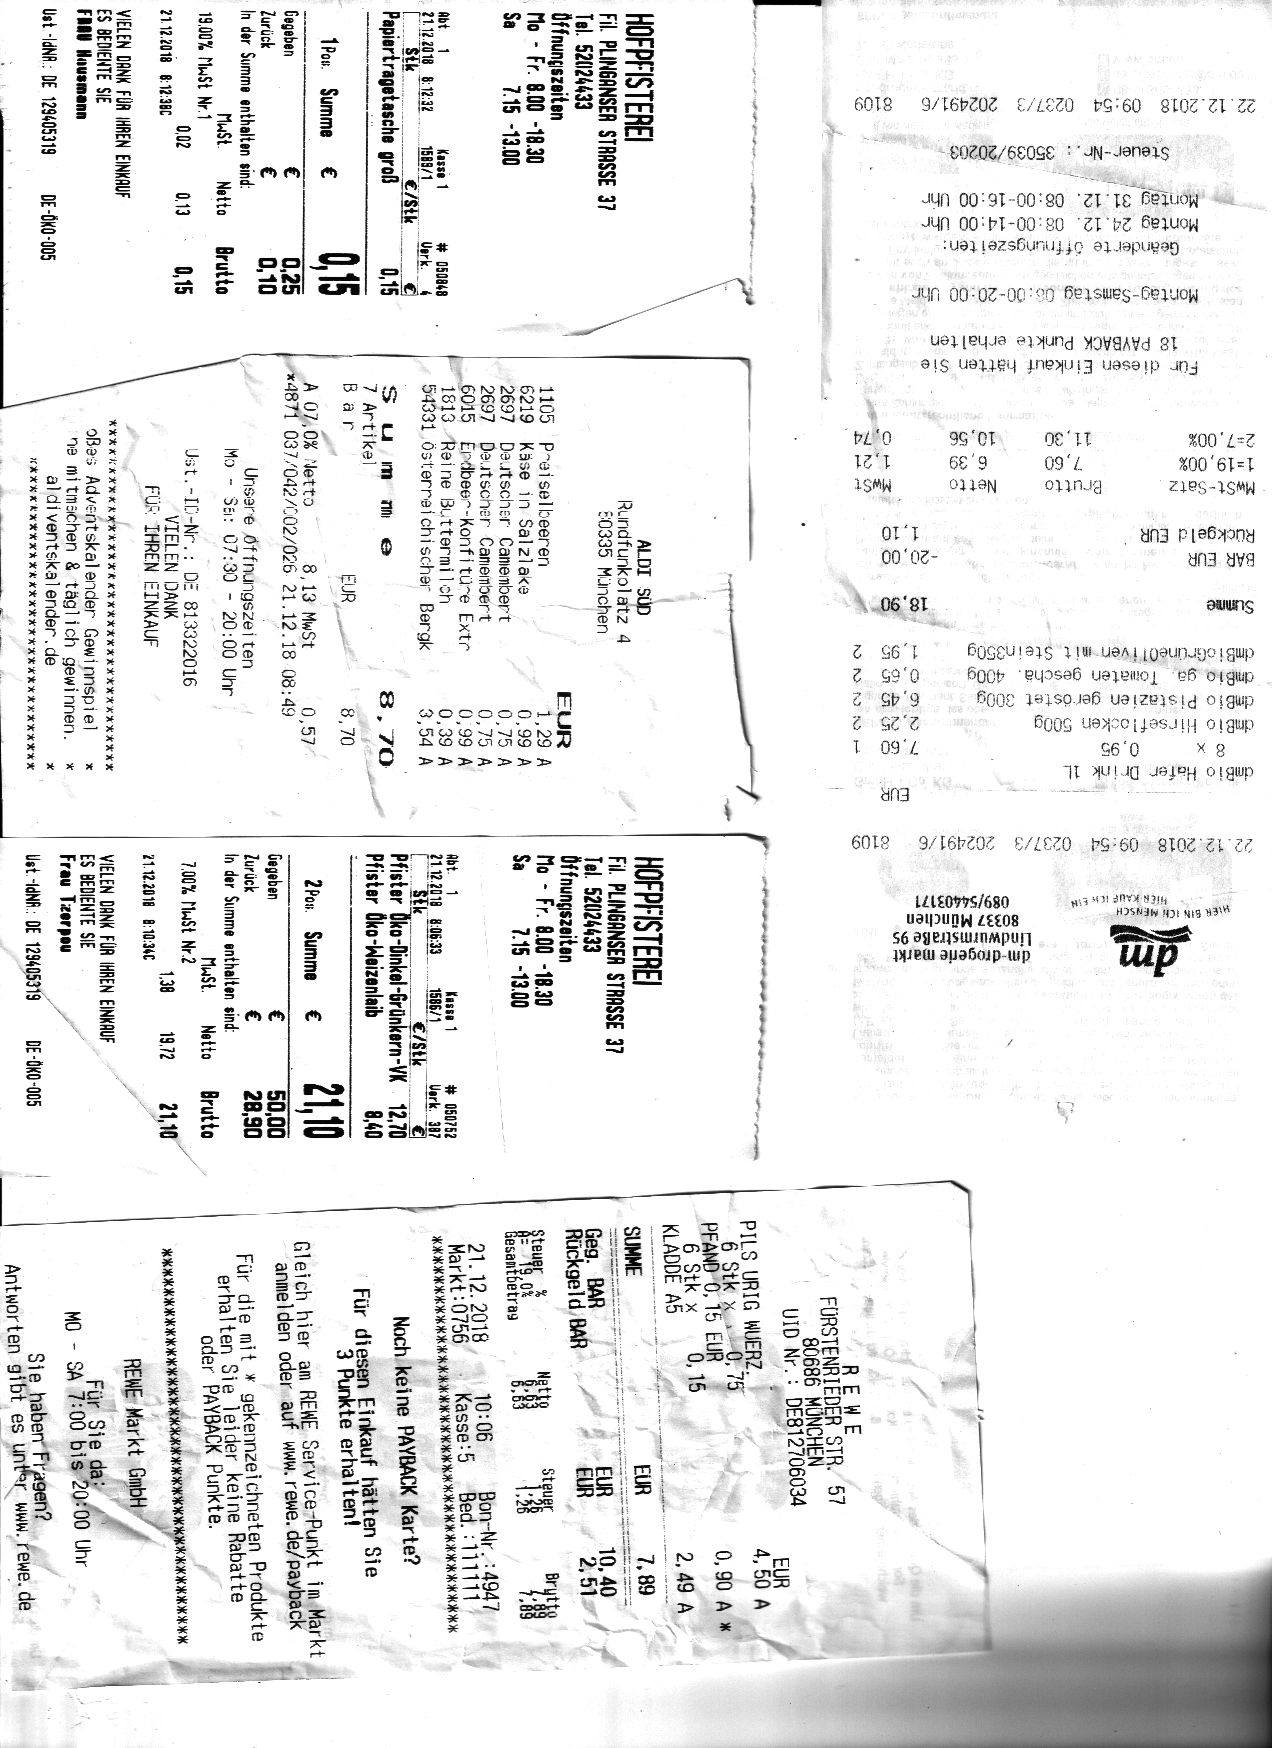 HOFPFISTEREI
Fil. PLINGANSER STRASSE 37
Tel. 52024433
Öffnungszeiten
Mo - Fr. 8.00 -18.30
Sa 7.15 -13.00
Abt 1 Kasse 1 # 050848
21.12.2018 8:12:32 1589/1 Verk. 4
Stk €/Stk €
Papiertragetasche groß 0,15
1Pos. Summe € 0,15
Gegeben € 0,25
Zurück € 0,10
In der Summe enthalten sind:
MwSt. Netto Brutto
19.00% MwSt Nr.1
0.02 0.13 0,15
21.12.2018 8:12:38C
VIELEN DANK FÜR IHREN EINKAUF
ES BEDIENTE SIE
FRAU Hausmann
Ust.-IdNR.: DE 129405319 DE-ÖKO-005
ALDI SÜD
Rundfunkplatz 4
80335 München
EUR
1105 Preiselbeeren 1,29 A
6219 Käse in Salzlake 0,99 A
2697 Deutscher Camembert 0,75 A
2697 Deutscher Camembert 0,75 A
6015 Erdbeer-Konfitüre Extr 0,99 A
1813 Reine Buttermilch 0,39 A
54331 Österreichischer Bergk 3,54 A
S u m m e 8,70
7 Artikel
B a r EUR 8,70
A 07,0% Netto 8,13 MwSt 0,57
*4871 037/042/002/026 21.12.18 08:49
Unsere Öffnungszeiten
Mo - Sa: 07:30 - 20:00 Uhr
Ust.-ID-Nr.: DE 813322016
VIELEN DANK
FÜR IHREN EINKAUF
************************************
oßes Adventskalender Gewinnspiel *
ne mitmachen & täglich gewinnen. *
aldiventskalender.de *
********************************
HOFPFISTEREI
Fil. PLINGANSER STRASSE 37
Tel. 52024433
Öffnungszeiten
Mo - Fr. 8.00 -18.30
Sa 7.15 -13.00
Abt. 1 Kasse 1 # 050752
21.12.2018 8:06:33 1586/1 Verk. 387
Stk €/Stk €
Pfister Öko-Dinkel-Grünkern-VK 12,70
Pfister Öko-Weizenlaib 8,40
2Pos. Summe € 21,10
Gegeben € 50,00
Zurück € 28,90
In der Summe enthalten sind:
MwSt. Netto Brutto
7.00% MwSt Nr.2
1.38 19.72 21,10
21.12.2018 8:10:34C
VIELEN DANK FÜR IHREN EINKAUF
ES BEDIENTE SIE
Frau Tzerpou
Ust.-IdNR.: DE 129405319 DE-ÖKO-005
R E W E
FÜRSTENRIEDER STR. 57
80686 MÜNCHEN
UID Nr.: DE812706034
EUR
PILS URIG WUERZ. 4,50 A
6 Stk x 0,75
PFAND 0,15 EUR 0,90 A *
6 Stk x 0,15
KLADDE A5 2,49 A
SUMME EUR 7,89
Geg. BAR EUR 10,40
Rückgeld BAR EUR 2,51
Steuer % Netto Steuer Brutto
A= 19,0% 6,63 1,26 7,89
Gesamtbetrag 6,63 1,26 7,89
21.12.2018 10:06 Bon-Nr.:4947
Markt:0756 Kasse:5 Bed.:111111
****************************************
Noch keine PAYBACK Karte?
Für diesen Einkauf hätten Sie
3 Punkte erhalten!
Gleich hier am REWE Service-Punkt im Markt
anmelden oder auf www.rewe.de/payback
Für die mit * gekennzeichneten Produkte
erhalten Sie leider keine Rabatte
oder PAYBACK Punkte.
****************************************
REWE Markt GmbH
Für Sie da:
MO - SA 7:00 bis 20:00 Uhr
Sie haben Fragen?
Antworten gibt es unter www.rewe.de
dm
WIER BIN ICH MENSCH
HIER KAUF ICH EIN
dm-drogerie markt
Lindwurmstraße 95
80337 München
089/54403171
22.12.2018 09:54 0237/3 202491/6 8109
EUR
dmBio Hafer Drink 1L
8 x 0,95 7,60 1
dmBio Hirseflocken 500g 2,25 2
dmBio Pistazien geröstet 300g 6,45 2
dmBio ga. Tomaten gescha. 400g 0,65 2
dmBioGrüneOliven mit Stein350g 1,95 2
Summe 18,90
BAR EUR -20,00
Rückgeld EUR 1,10
MwSt-Satz Brutto Netto MwSt
1=19,00% 7,60 6,39 1,21
2=7,00% 11,30 10,56 0,74
Für diesen Einkauf hätten Sie
18 PAYBACK Punkte erhalten
Montag-Samstag 08:00-20:00 Uhr
Geänderte Öffnungszeiten:
Montag 24.12. 08:00-14:00 Uhr
Montag 31.12. 08:00-16:00 Uhr
Steuer-Nr.: 35039/20203
22.12.2018 09:54 0237/3 202491/6 8109